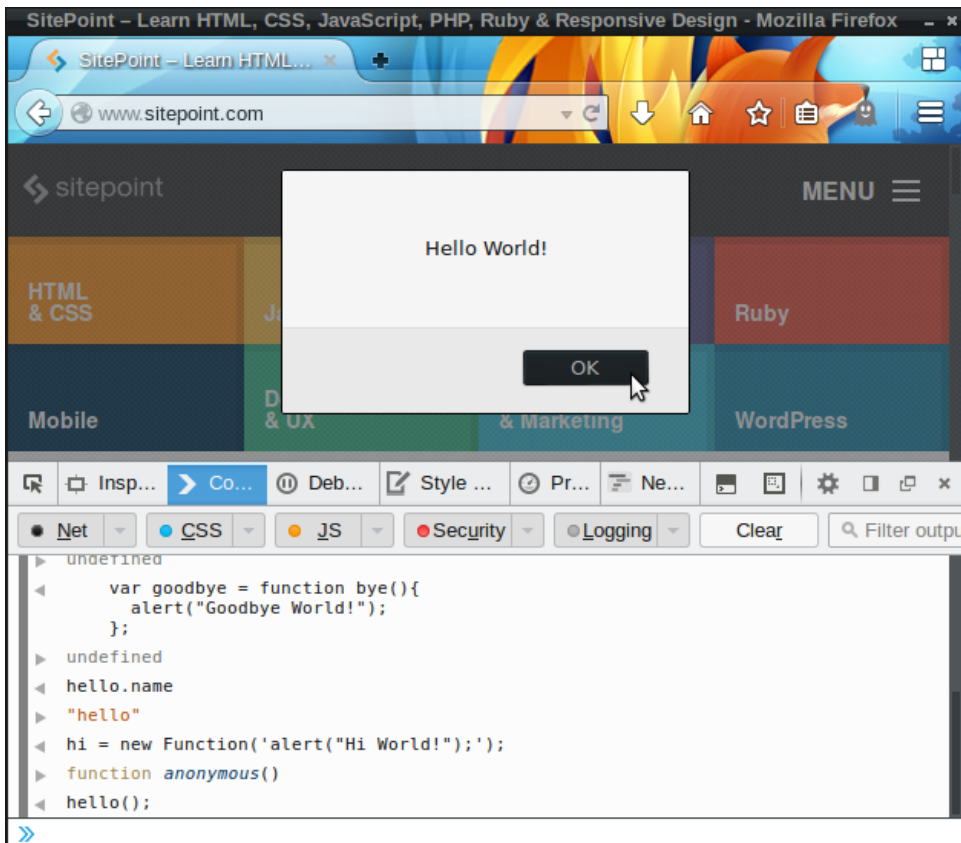 SitePoint – Learn HTML, CSS, JavaScript, PHP, Ruby & Responsive Design - Mozilla Firefox
SitePoint – Learn HTML...
www.sitepoint.com
sitepoint
MENU
Hello World!
OK
HTML
& CSS
Ruby
Mobile
& UX
& Marketing
WordPress
Insp...
Co...
Deb...
Style ...
Pr...
Ne...
Net
CSS
JS
Security
Logging
Clear
Filter outpu
undefined
var goodbye = function bye(){
alert("Goodbye World!");
};
undefined
hello.name
"hello"
hi = new Function('alert("Hi World!");');
function anonymous()
hello();